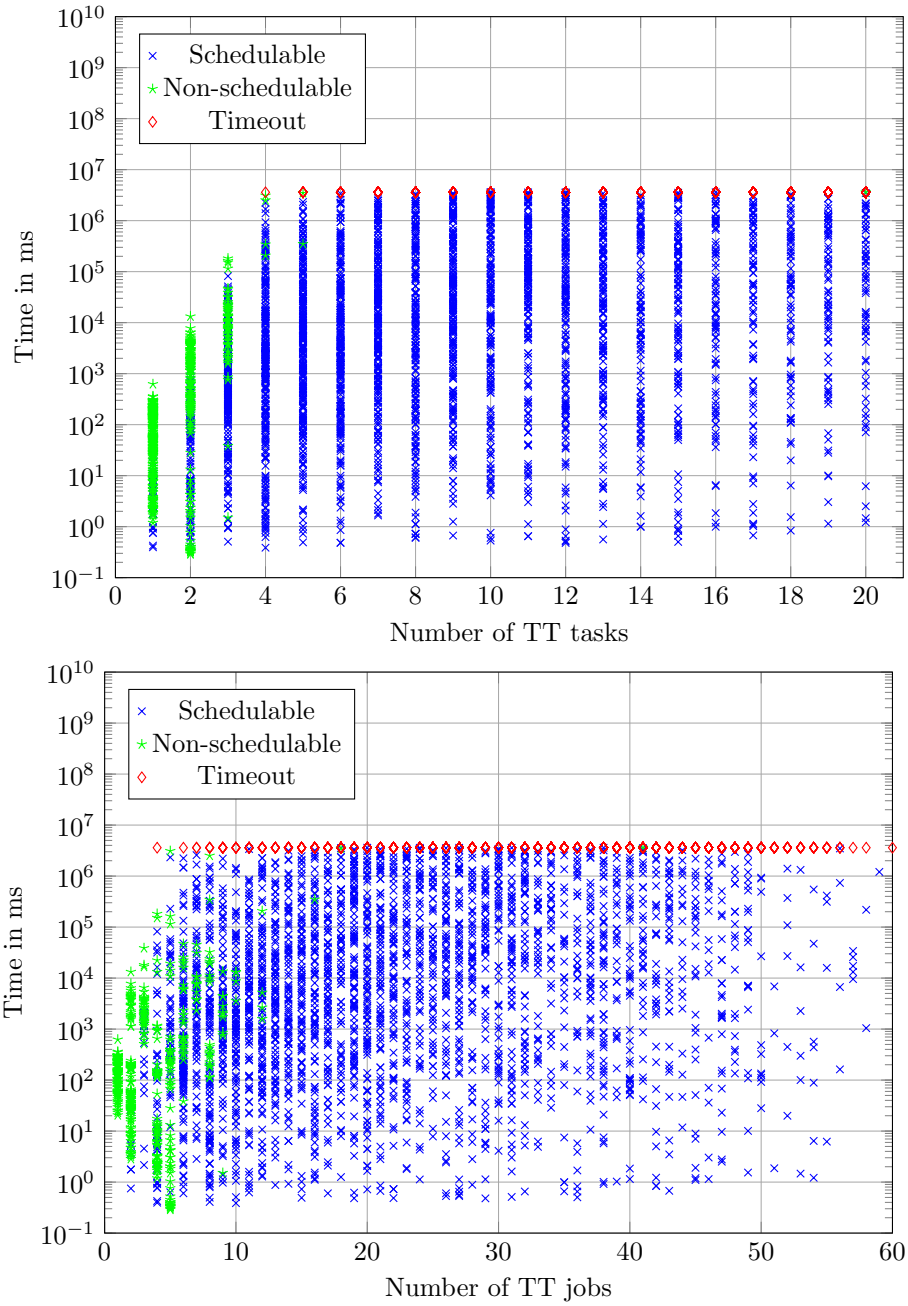 10^10
10^9
10^8
10^7
10^6
10^5
10^4
10^3
10^2
10^1
10^0
10^−1
Time in ms
Schedulable
Non-schedulable
Timeout
0 2 4 6 8 10 12 14 16 18 20
Number of TT tasks
10^10
10^9
10^8
10^7
10^6
10^5
10^4
10^3
10^2
10^1
10^0
10^−1
Time in ms
Schedulable
Non-schedulable
Timeout
0 10 20 30 40 50 60
Number of TT jobs